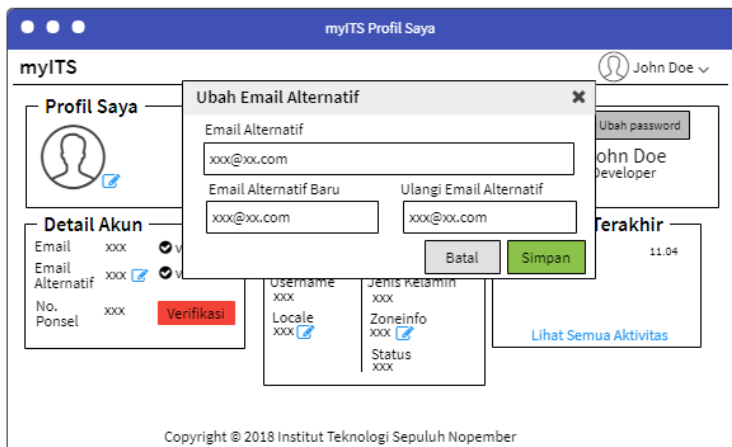 myITS Profil Saya
myITS
John Doe
Ubah Email Alternatif
Email Alternatif
xxx@xx.com
Email Alternatif Baru
Ulangi Email Alternatif
xxx@xx.com
xxx@xx.com
Batal
Simpan
Profil Saya
Ubah password
ohn Doe
Developer
Detail Akun
Email xxx v
Email Alternatif xxx v
No. Ponsel xxx Verifikasi
Username
xxx
Locale
xxx
Jenis Kelamin
xxx
Zoneinfo
xxx
Status
xxx
Terakhir
11.04
Lihat Semua Aktivitas
Copyright © 2018 Institut Teknologi Sepuluh Nopember